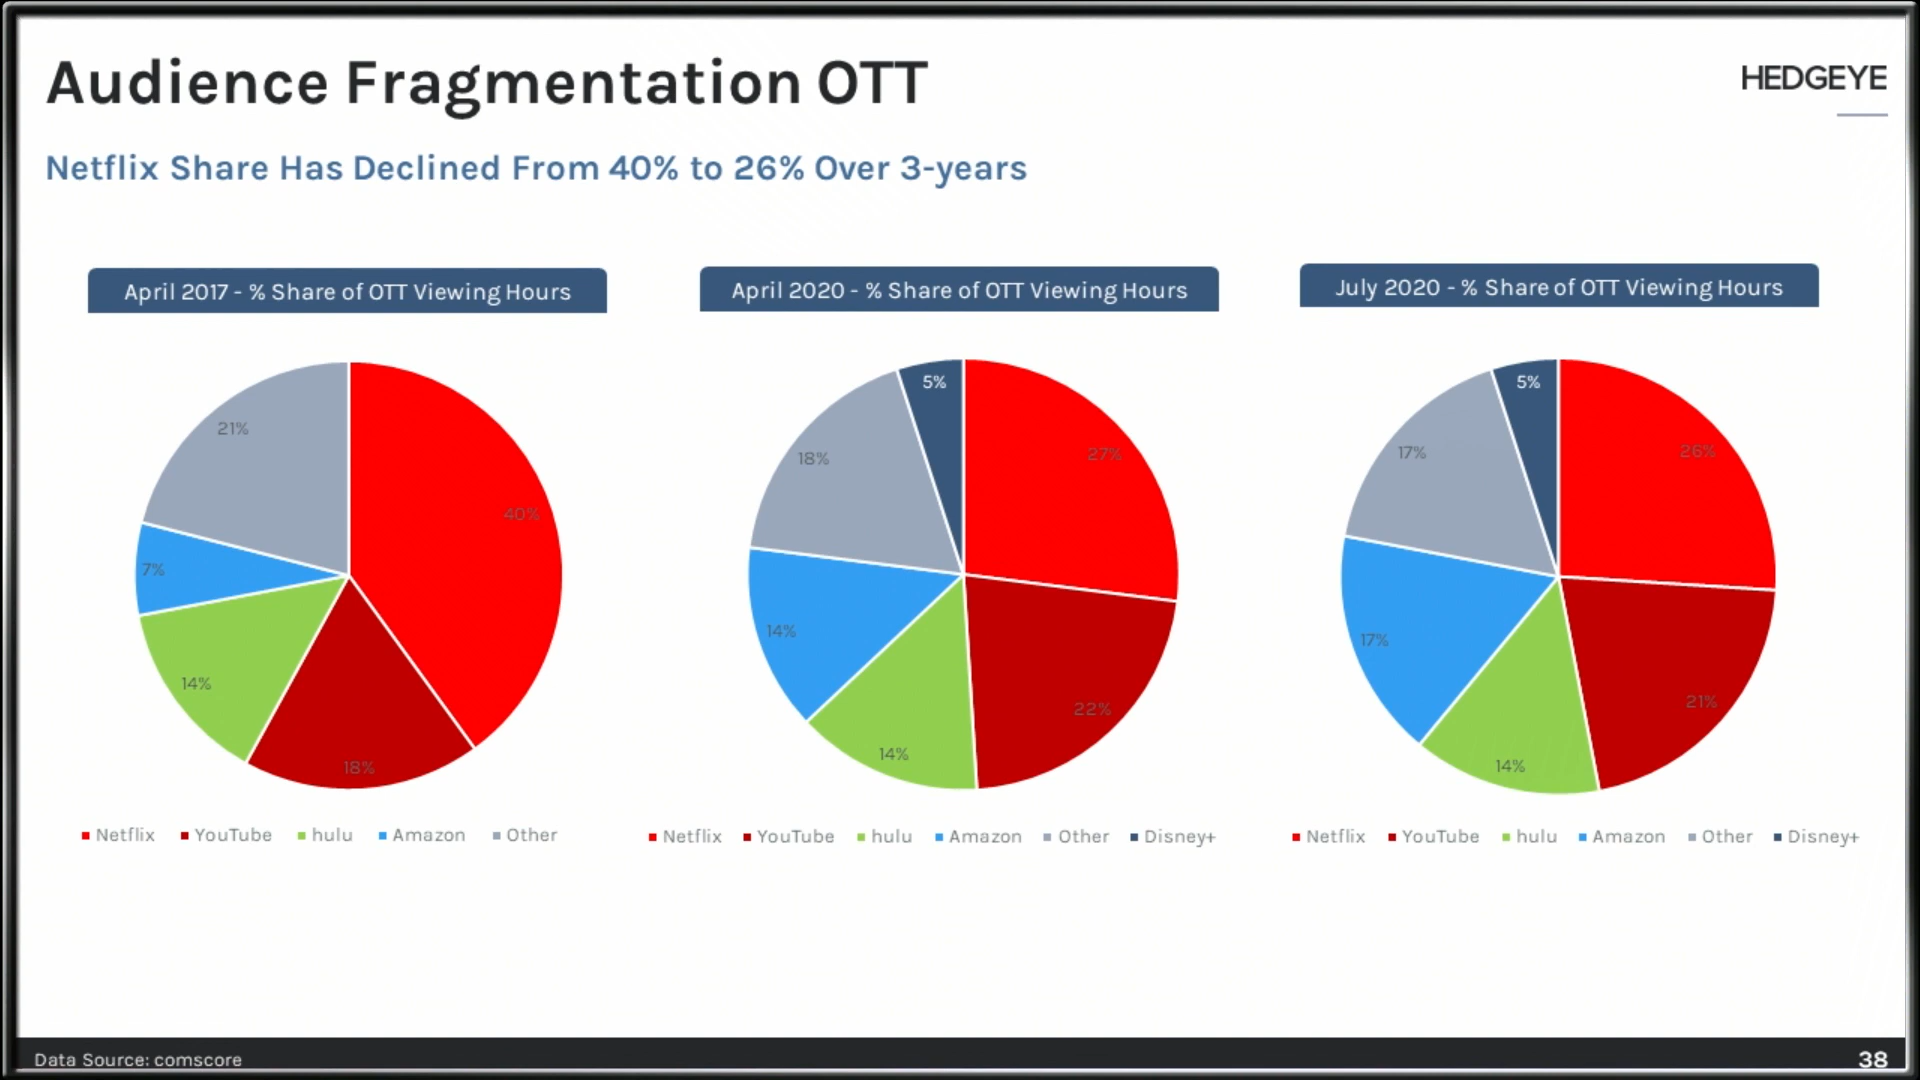 Audience Fragmentation OTT
HEDGEYE
Netflix Share Has Declined From 40% to 26% Over 3-years
April 2017 - % Share of OTT Viewing Hours
21%
40%
7%
14%
18%
Netflix YouTube hulu Amazon Other
April 2020 - % Share of OTT Viewing Hours
5%
27%
18%
14%
22%
14%
Netflix YouTube hulu Amazon Other Disney+
July 2020 - % Share of OTT Viewing Hours
5%
26%
17%
17%
21%
14%
Netflix YouTube hulu Amazon Other Disney+
Data Source: comscore
38